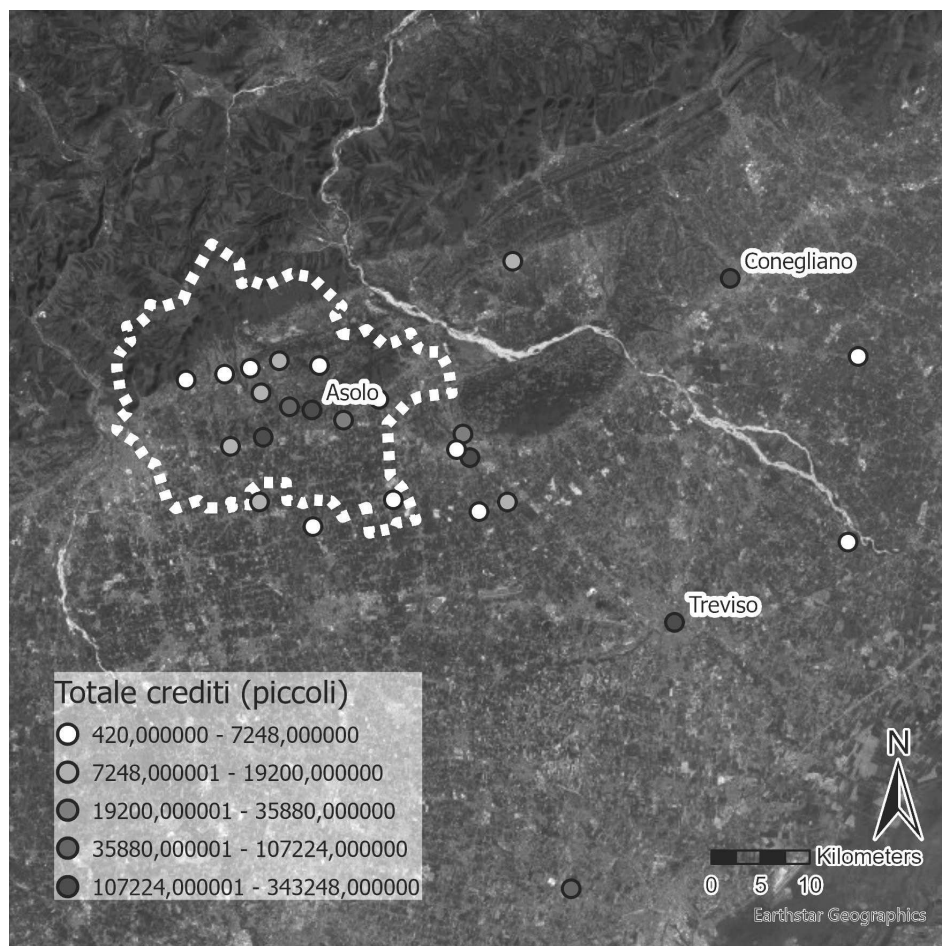 Conegliano
Asolo
Treviso
Totale crediti (piccoli)
420,000000 - 7248,000000
7248,000001 - 19200,000000
19200,000001 - 35880,000000
35880,000001 - 107224,000000
107224,000001 - 343248,000000
N
Kilometers
0 5 10
Earthstar Geographics